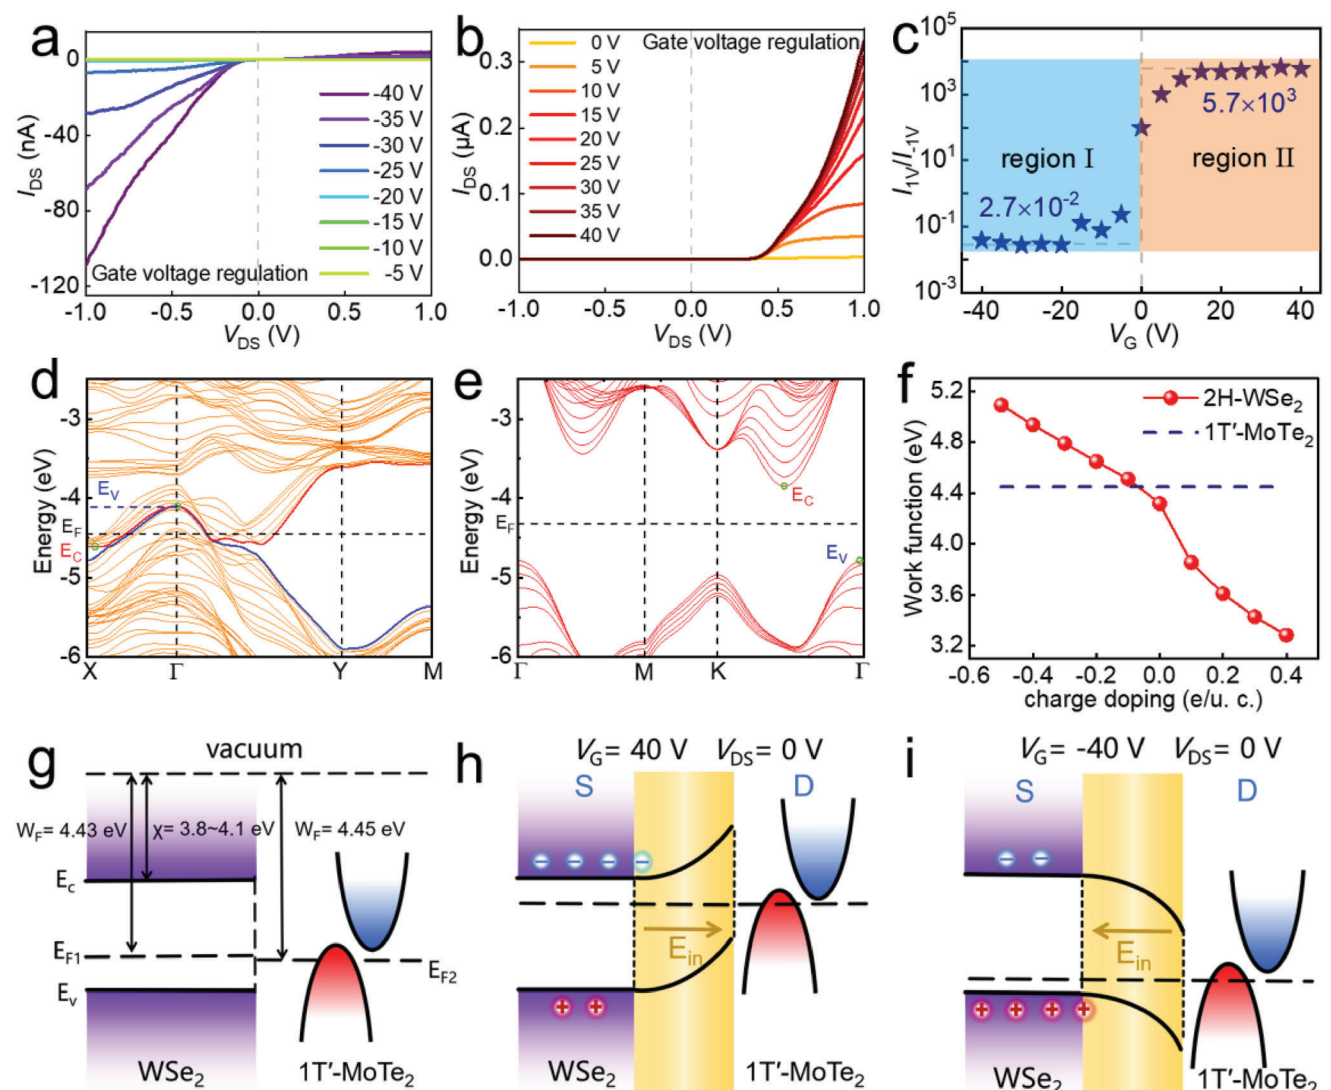 a
0
-40
-80
-120
I_DS (nA)
-40 V
-35 V
-30 V
-25 V
-20 V
-15 V
-10 V
-5 V
Gate voltage regulation
-1.0
-0.5
0.0
0.5
1.0
V_DS (V)
b
Gate voltage regulation
0.3
0.2
0.1
0.0
I_DS (μA)
0 V
5 V
10 V
15 V
20 V
25 V
30 V
35 V
40 V
-1.0
-0.5
0.0
0.5
1.0
V_DS (V)
c
10⁵
10³
10¹
10⁻¹
10⁻³
I_1V/I_-1V
5.7×10³
region I
region II
2.7×10⁻²
-40
-20
0
20
40
V_G (V)
d
-3
-4
-5
-6
Energy (eV)
E_V
E_F
E_C
X
Γ
Y
M
e
-3
-4
-5
-6
Energy (eV)
E_C
E_F
E_V
Γ
M
K
Γ
f
5.2
4.8
4.4
4.0
3.6
3.2
Work function (eV)
2H-WSe₂
1T′-MoTe₂
-0.6
-0.4
-0.2
0.0
0.2
0.4
charge doping (e/u. c.)
g
vacuum
W_F= 4.43 eV
χ= 3.8~4.1 eV
W_F= 4.45 eV
E_c
E_F1
E_F2
E_v
WSe₂
1T′-MoTe₂
h
V_G= 40 V
V_DS= 0 V
S
D
E_in
WSe₂
1T′-MoTe₂
i
V_G= -40 V
V_DS= 0 V
S
D
E_in
WSe₂
1T′-MoTe₂